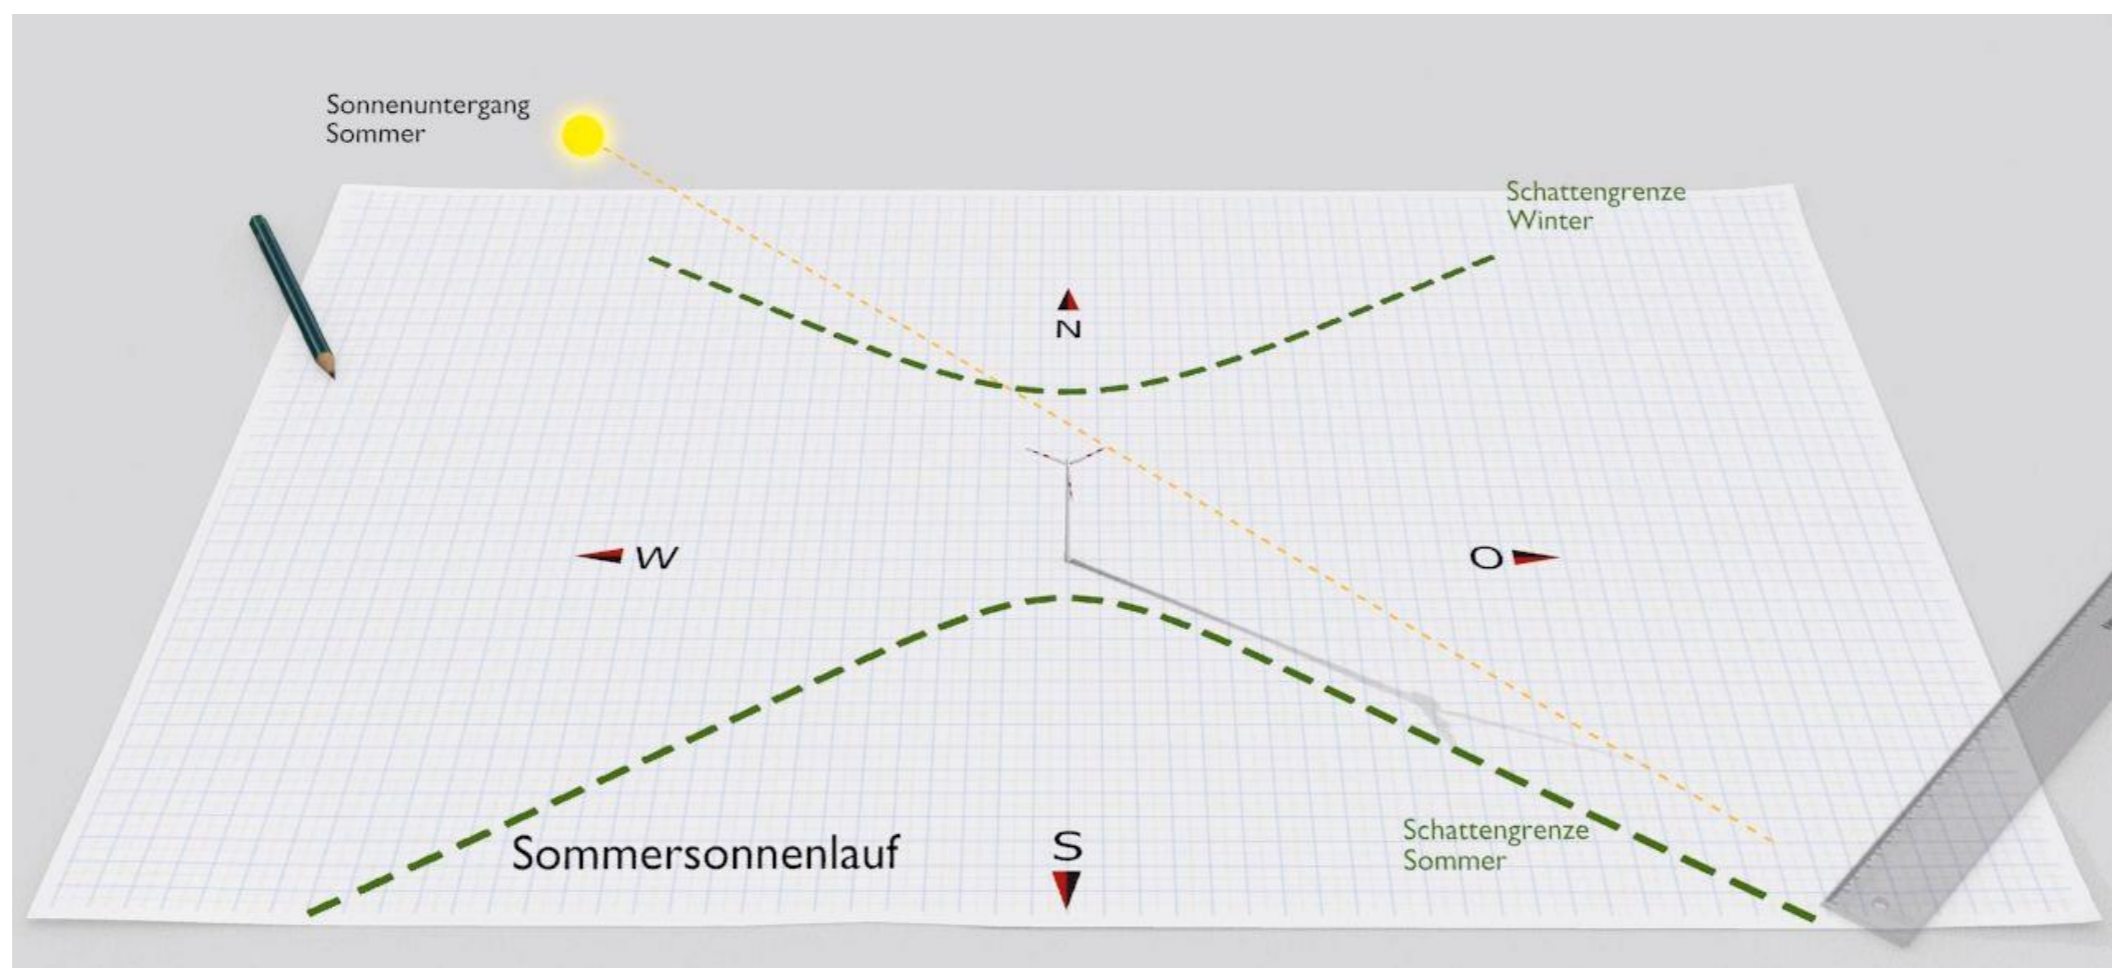 Sonnenuntergang
Sommer
Schattengrenze
Winter
N
W
O
Sommersonnenlauf
S
Schattengrenze
Sommer